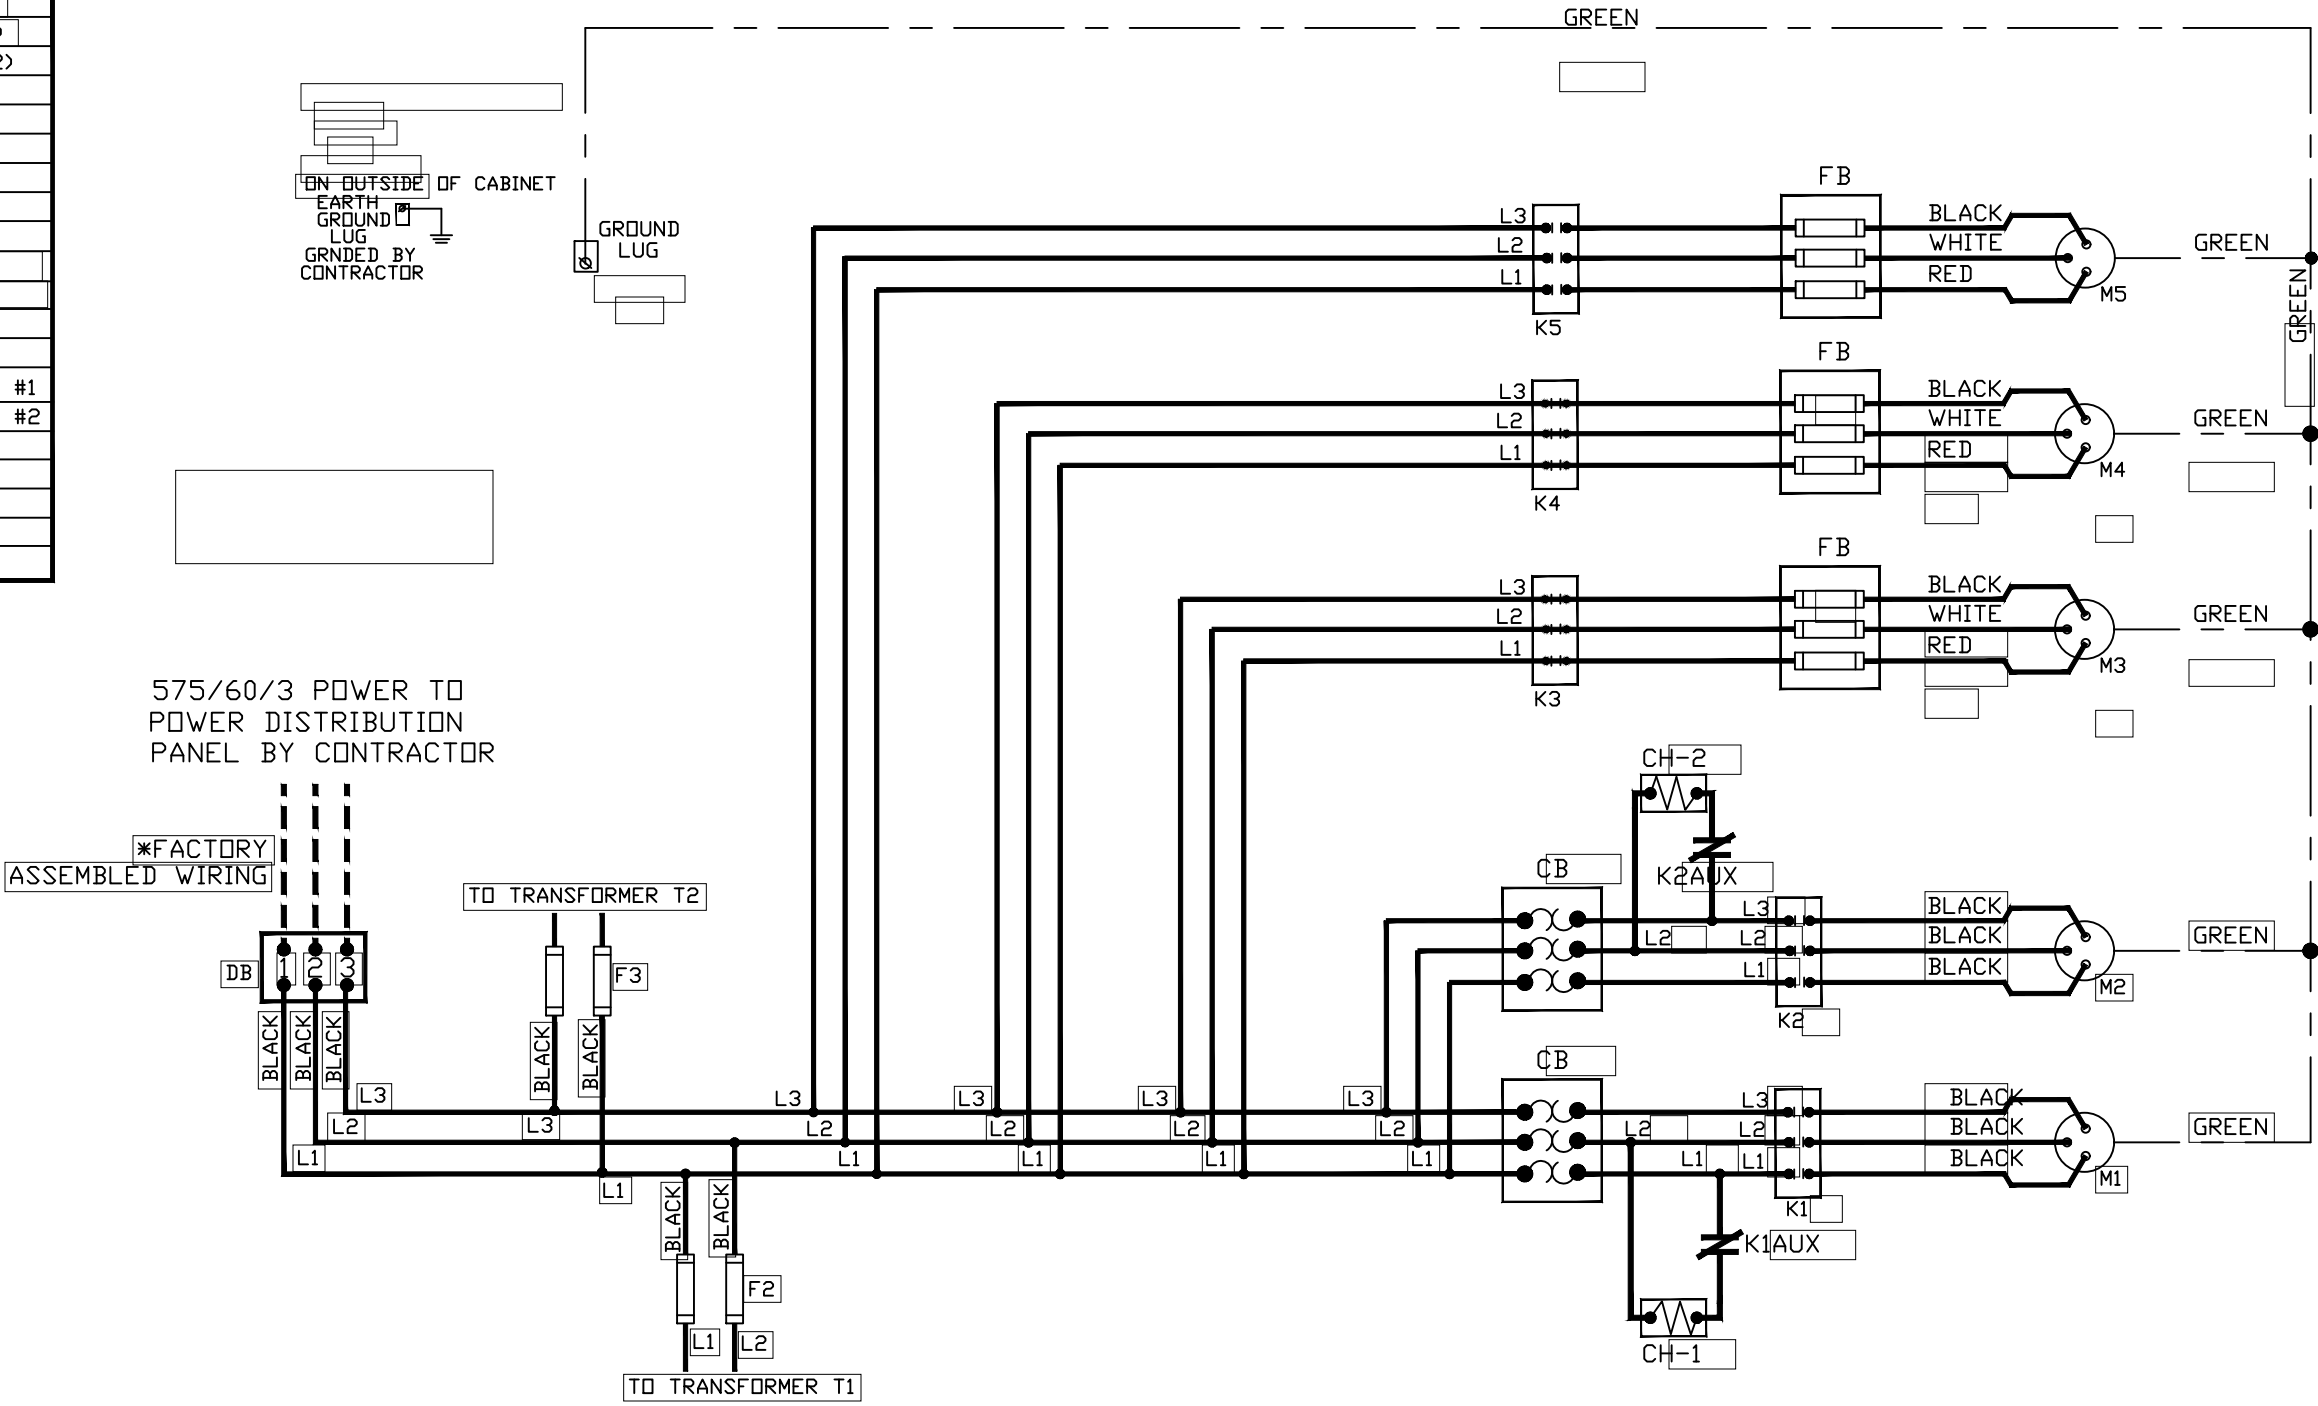 2)
#1
#2
GREEN
ON OUTSIDE OF CABINET
EARTH
GROUND
LUG
GRNDED BY
CONTRACTOR
GROUND
LUG
L3
L2
L1
K5
FB
BLACK
WHITE
RED
M5
GREEN
GREEN
L3
L2
L1
K4
FB
BLACK
WHITE
RED
M4
GREEN
L3
L2
L1
K3
FB
BLACK
WHITE
RED
M3
GREEN
575/60/3 POWER TO
POWER DISTRIBUTION
PANEL BY CONTRACTOR
*FACTORY
ASSEMBLED WIRING
DB
1 2 3
BLACK
BLACK
BLACK
TO TRANSFORMER T2
F3
BLACK
BLACK
CH-2
K2AUX
CB
L3
L2
L2
L1
K2
BLACK
BLACK
BLACK
M2
GREEN
L3
L2
L1
L3
L1
L3
L2
L1
L3
L2
L1
L3
L2
L1
L3
L2
L1
CB
L3
L2
L2
L1
L1
K1
BLACK
BLACK
BLACK
M1
GREEN
K1AUX
CH-1
BLACK
BLACK
F2
L1
L2
TO TRANSFORMER T1